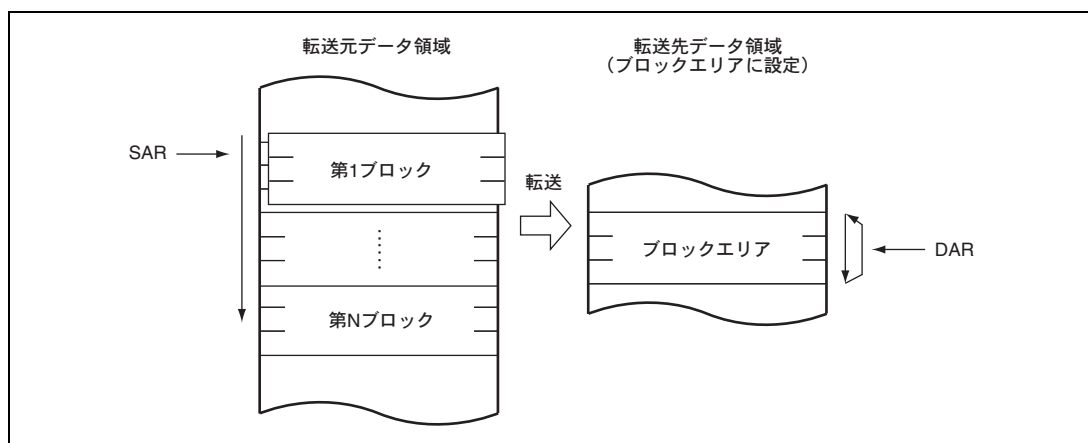 転送元データ領域
転送先データ領域
(ブロックエリアに設定)
SAR
第1ブロック
転送
ブロックエリア
DAR
第Nブロック